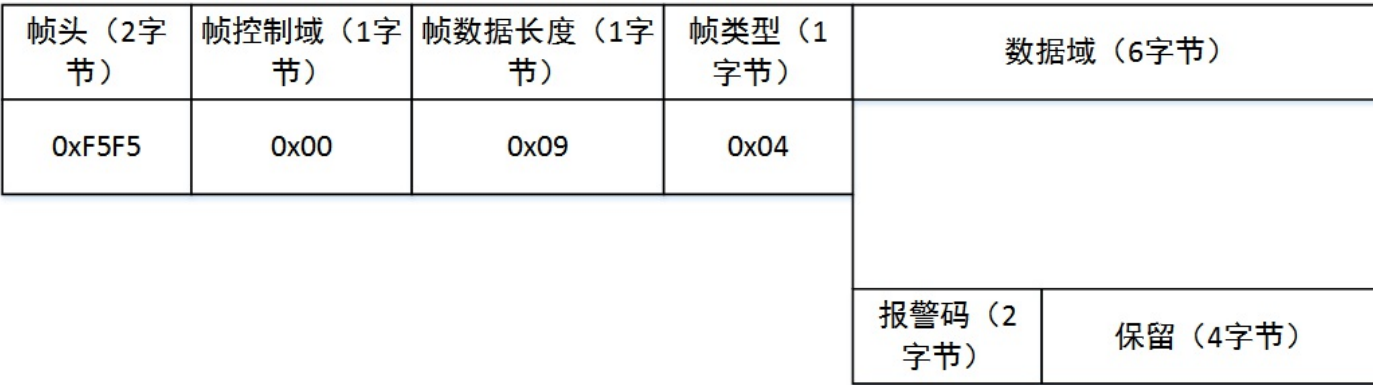 帧头（2字
节）
帧控制域（1字
节）
帧数据长度（1字
节）
帧类型（1
字节）
数据域（6字节）
0xF5F5
0x00
0x09
0x04
报警码（2
字节）
保留（4字节）